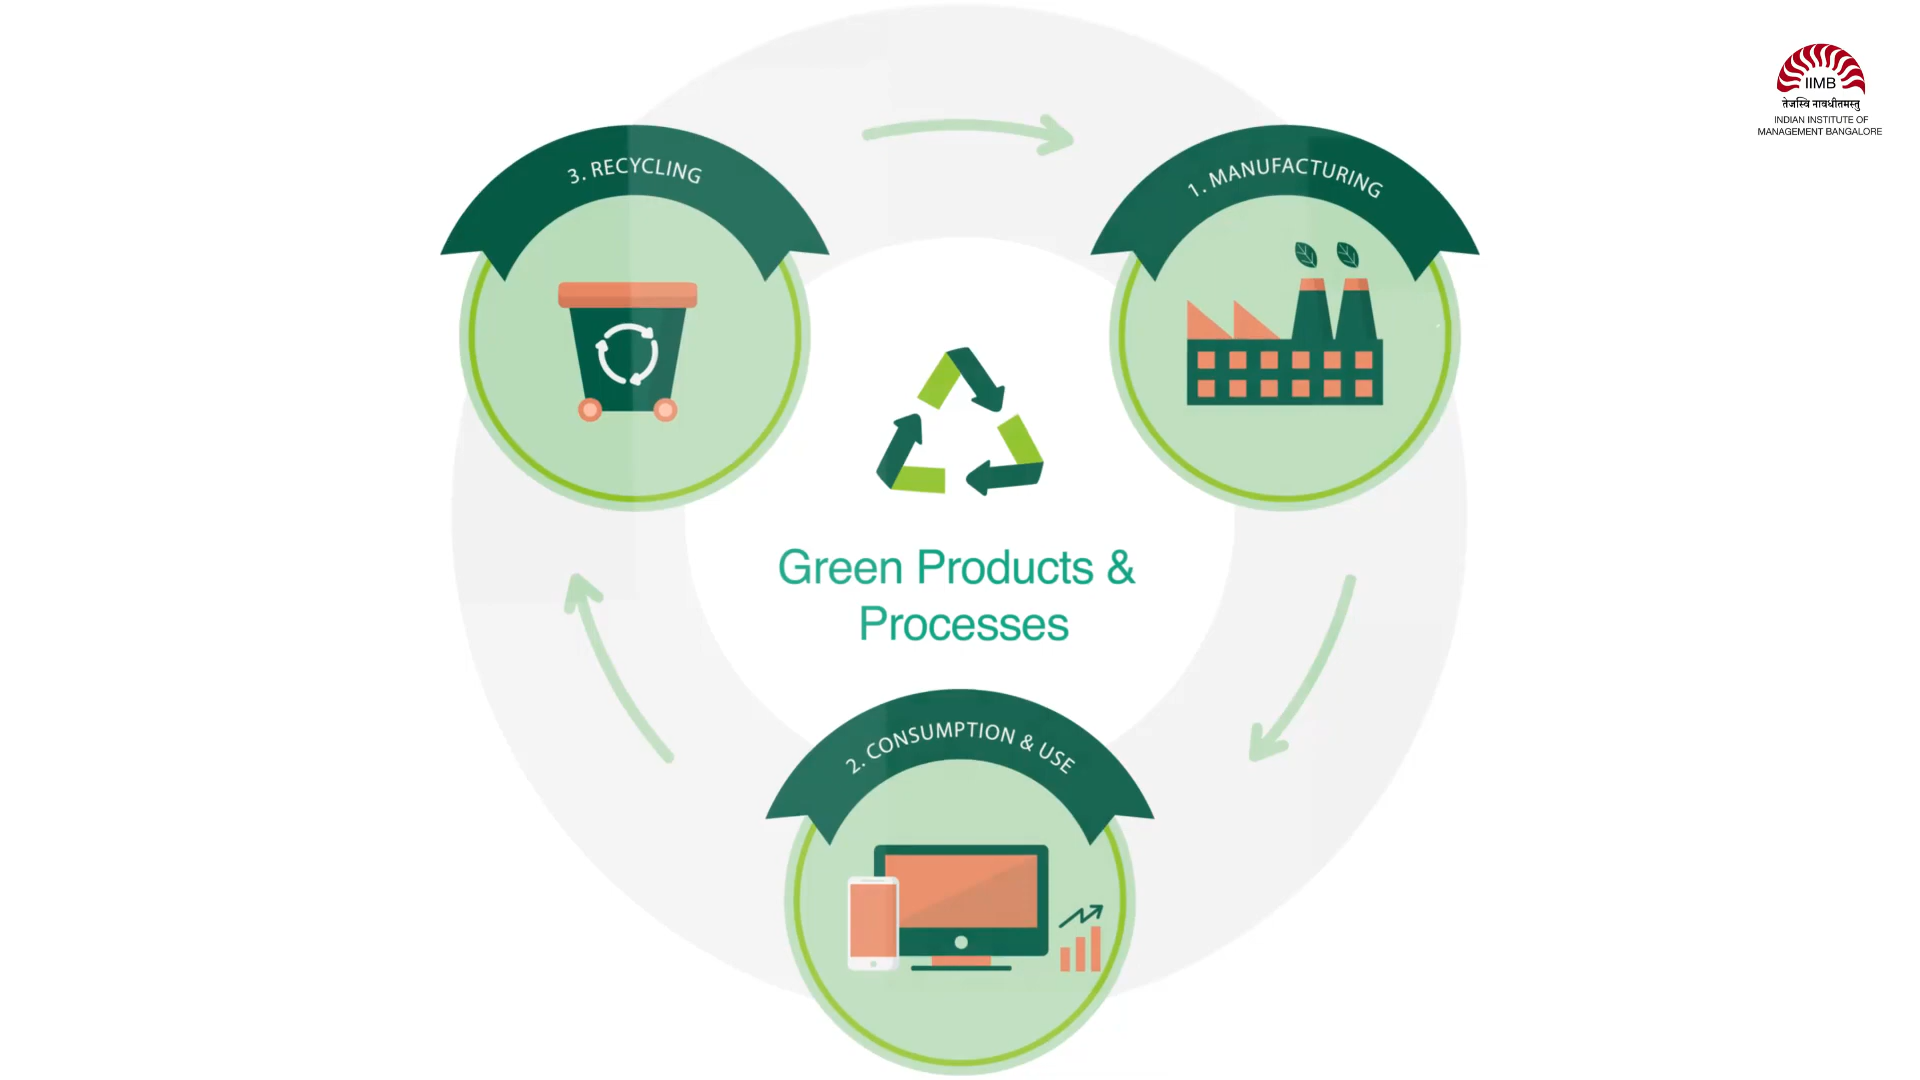 IIMB
तेजस्वि नावधीतमस्तु
INDIAN INSTITUTE OF
MANAGEMENT BANGALORE
3. RECYCLING
1. MANUFACTURING
Green Products &
Processes
2. CONSUMPTION & USE